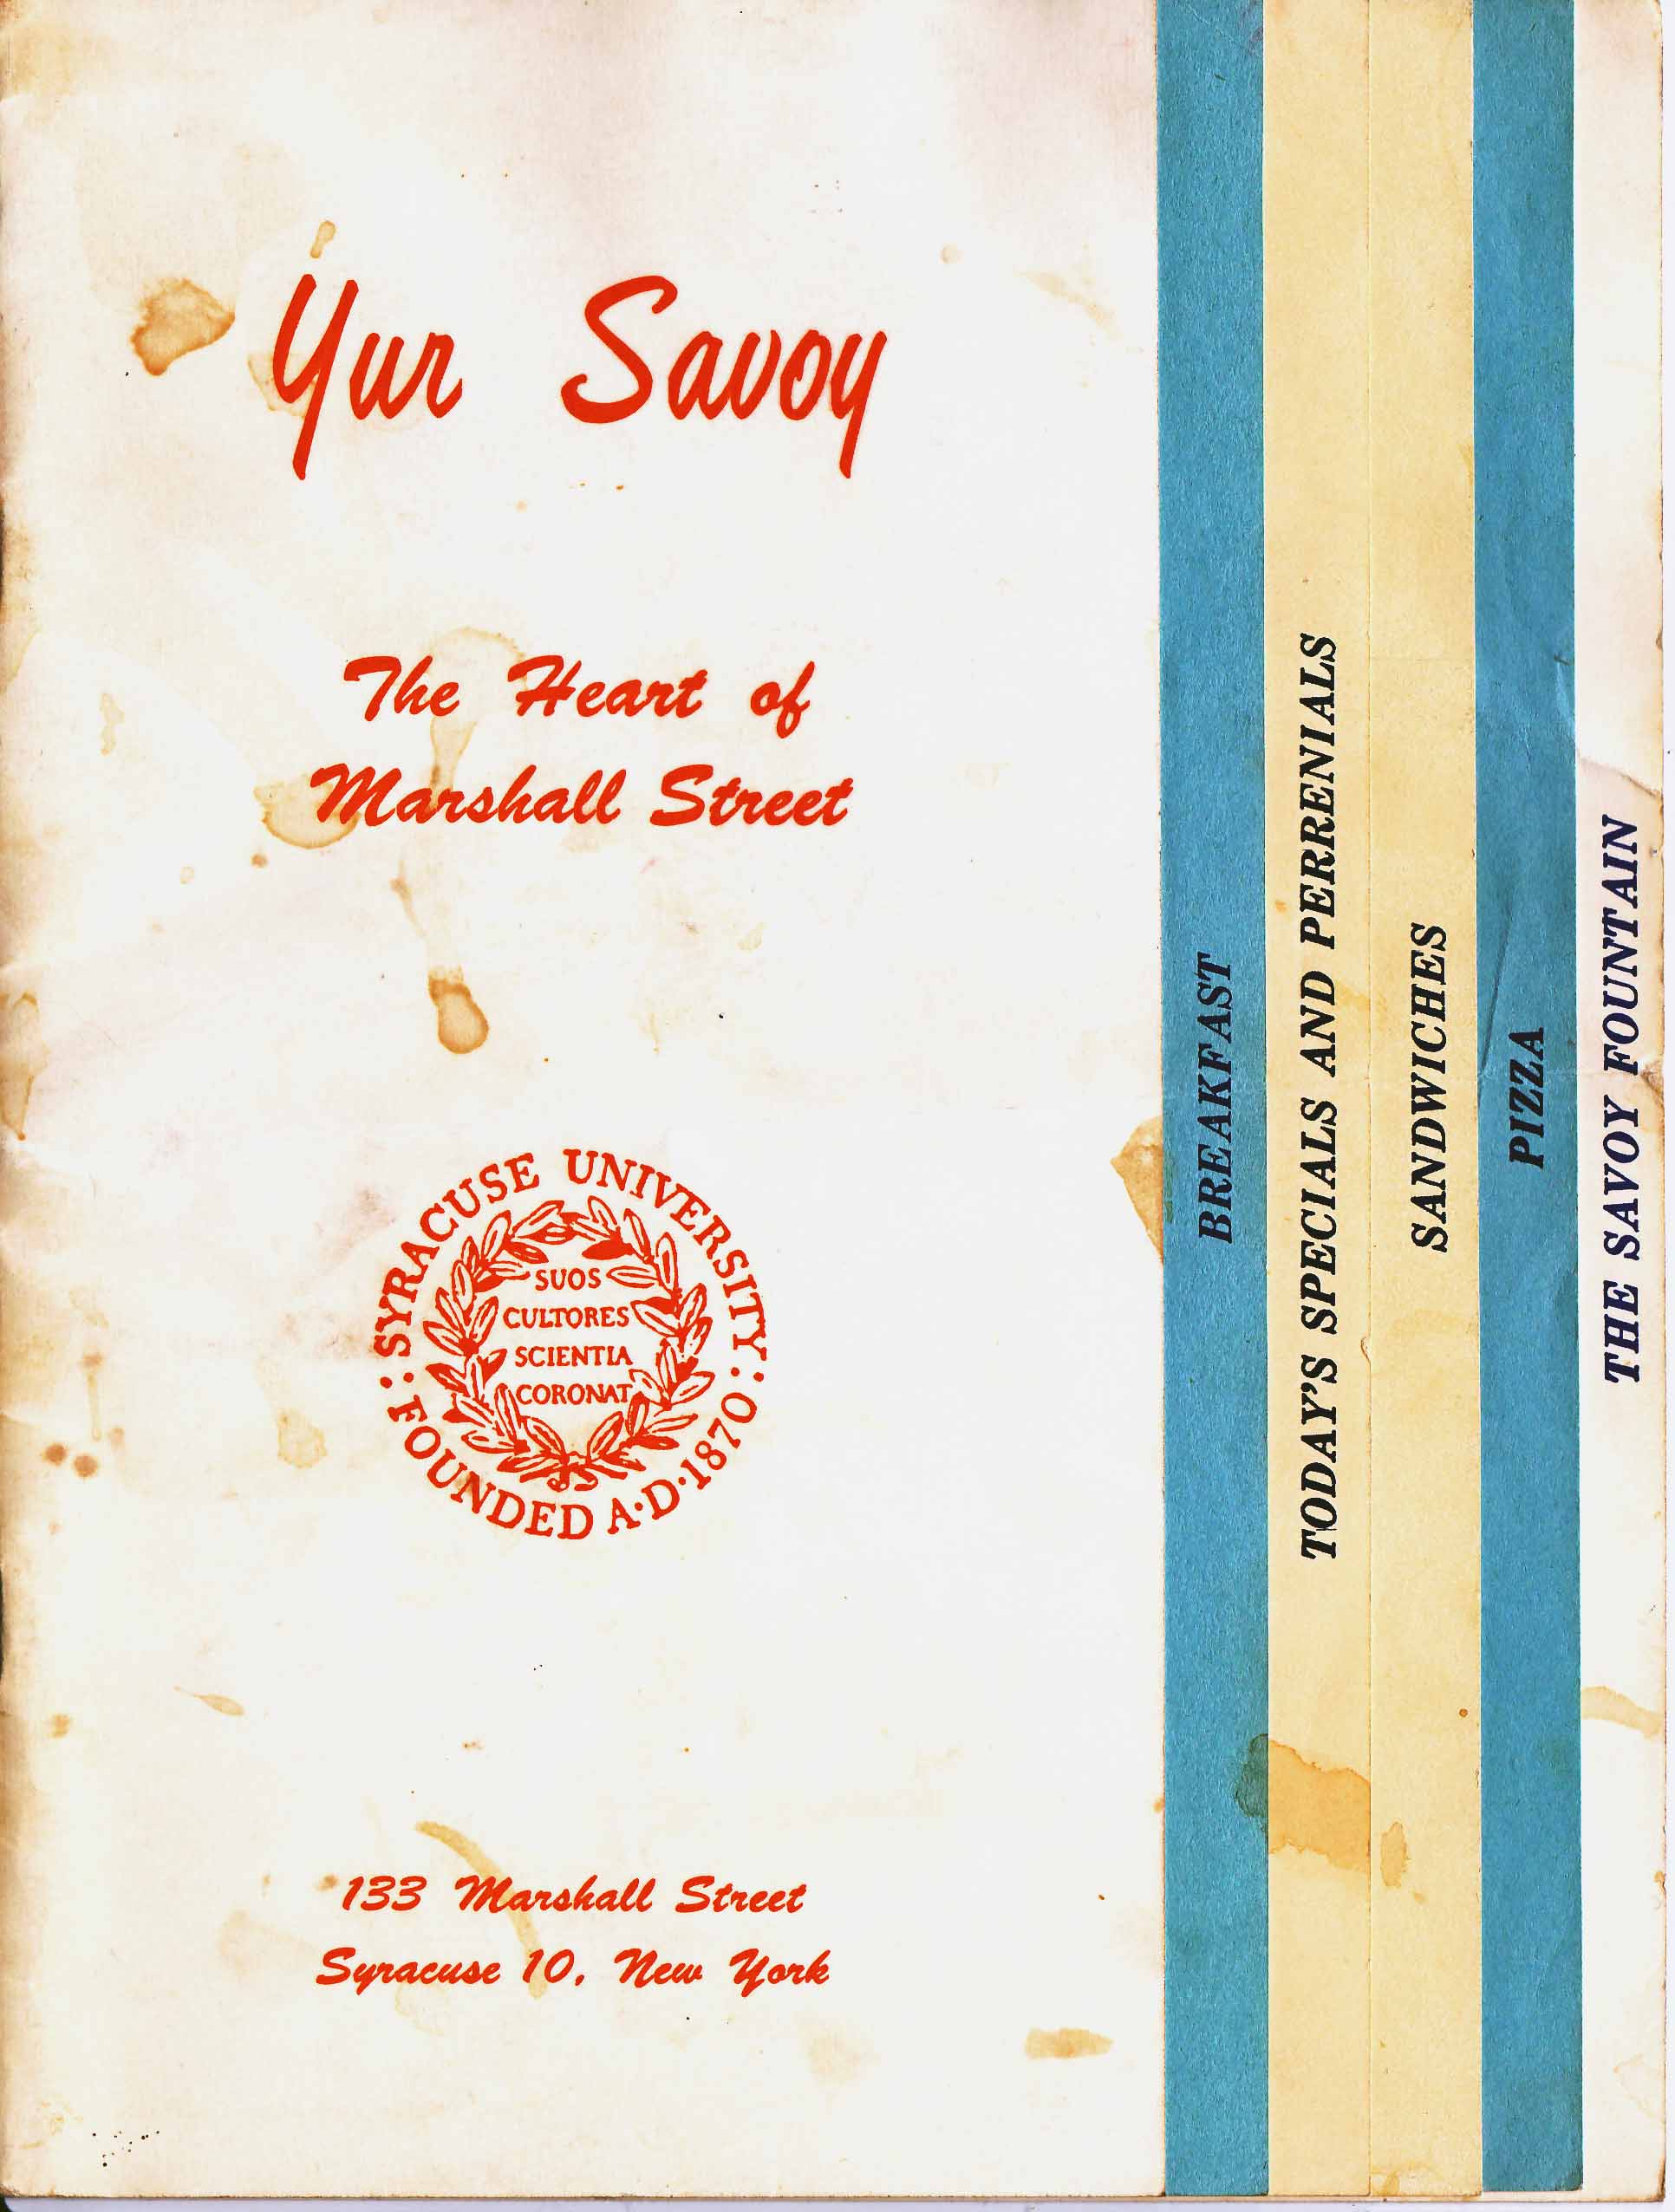 Yur Savoy
The Heart of
Marshall Street
SYRACUSE UNIVERSITY
SUOS
CULTORES
SCIENTIA
CORONAT
FOUNDED A·D·1870
133 Marshall Street
Syracuse 10, New York
BREAKFAST
TODAY'S SPECIALS AND PERRENIALS
SANDWICHES
PIZZA
THE SAVOY FOUNTAIN